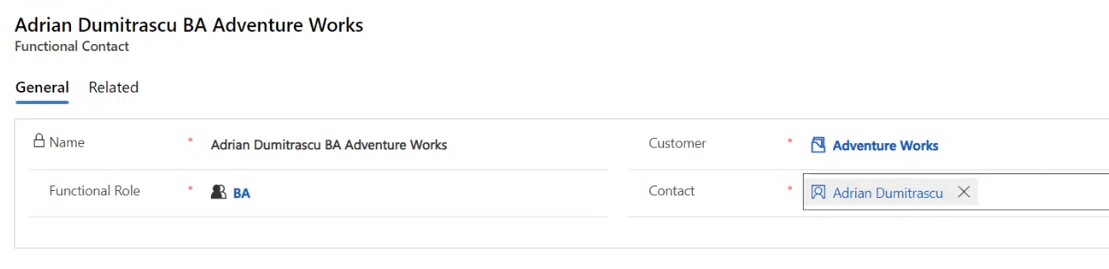 Adrian Dumitrascu BA Adventure Works
Functional Contact
General Related
Name * Adrian Dumitrascu BA Adventure Works Customer * Adventure Works
Functional Role * BA Contact * Adrian Dumitrascu